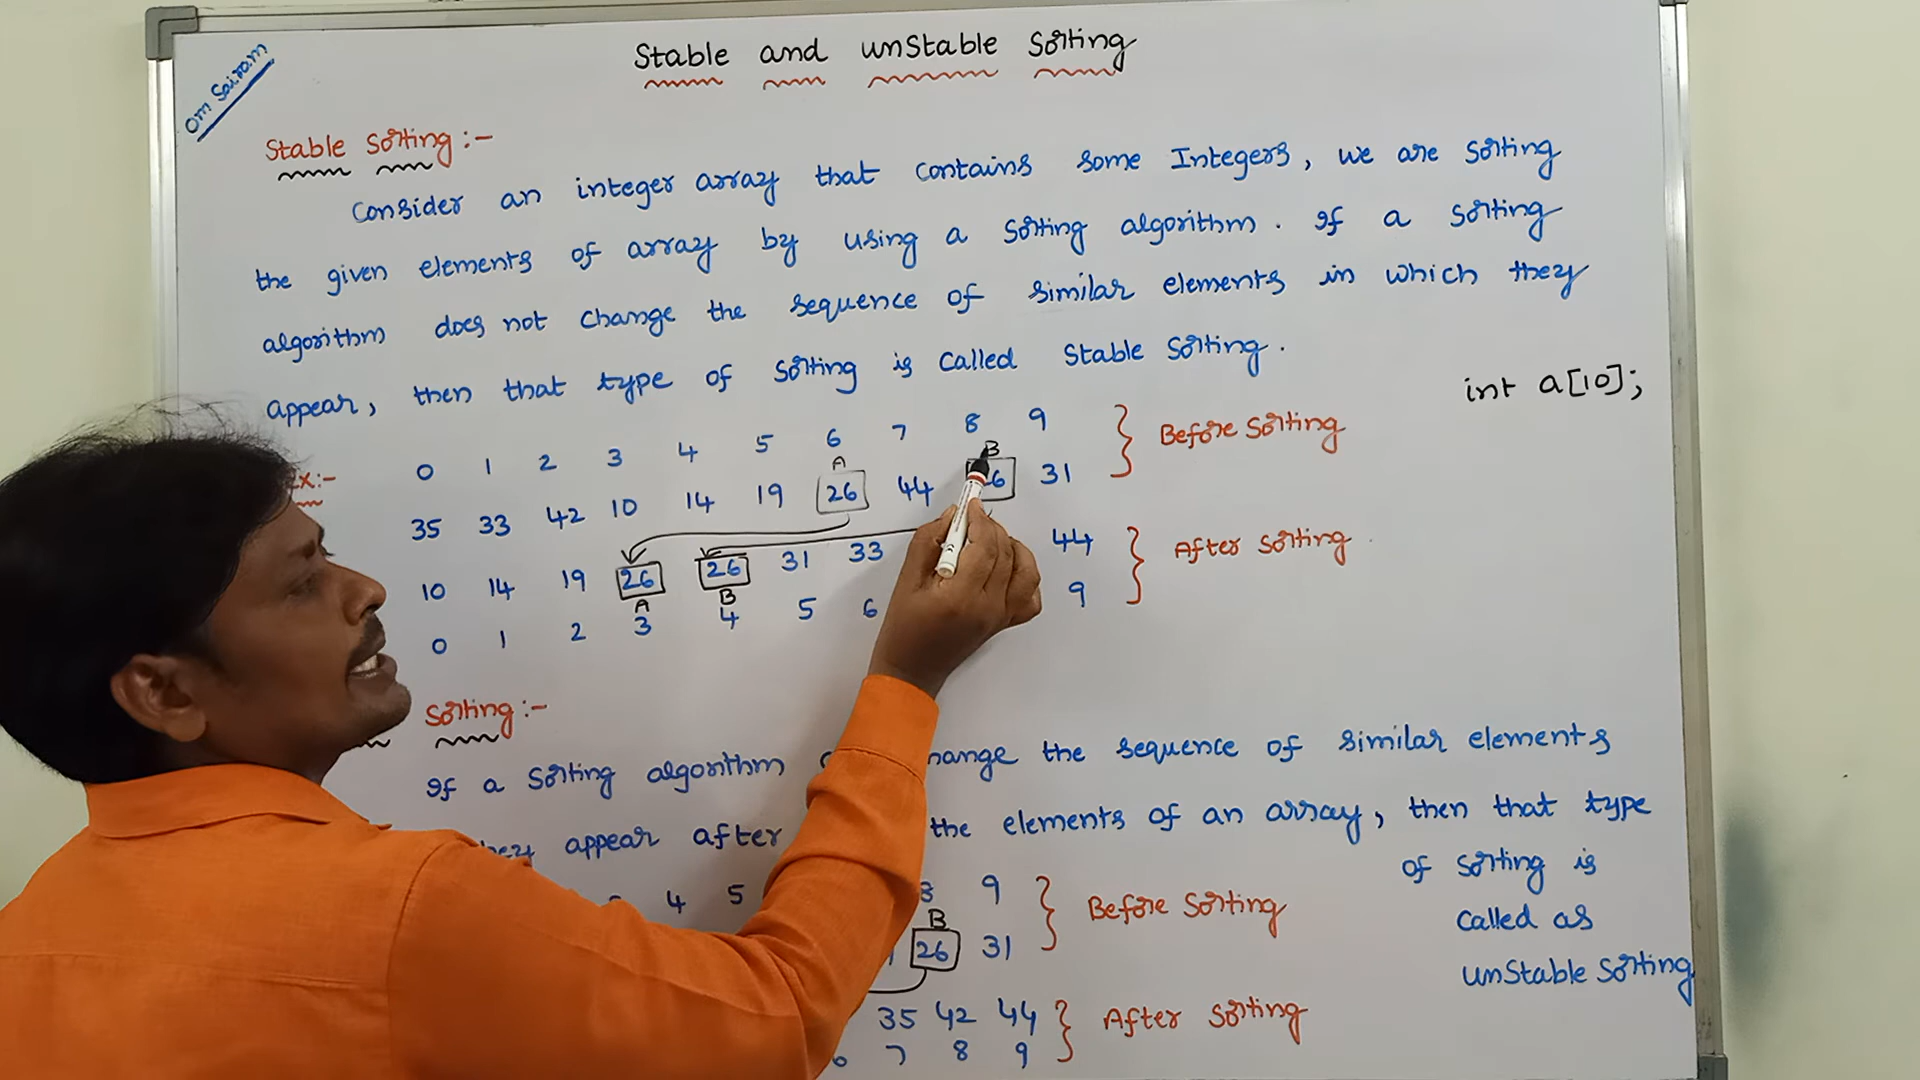 Om Sairam
Stable and unstable Sorting
Stable Sorting :-
Consider an integer array that contains some Integers, we are sorting
the given elements of array by using a sorting algorithm. If a sorting
algorithm does not change the sequence of similar elements in which they
appear, then that type of sorting is called Stable Sorting.
int a[10];
0 1 2 3 4 5 6 7 8 9
A B
35 33 42 10 14 19 26 44 31
Before Sorting
10 14 19 26 26 31 33 44
A B
0 1 2 3 4 5 6 9
After Sorting
Sorting :-
If a sorting algorithm the sequence of similar elements
appear after the elements of an array, then that type
of sorting is
called as
unStable Sorting
4 5 9
B
26 31
Before Sorting
35 42 44
7 8 9
After Sorting